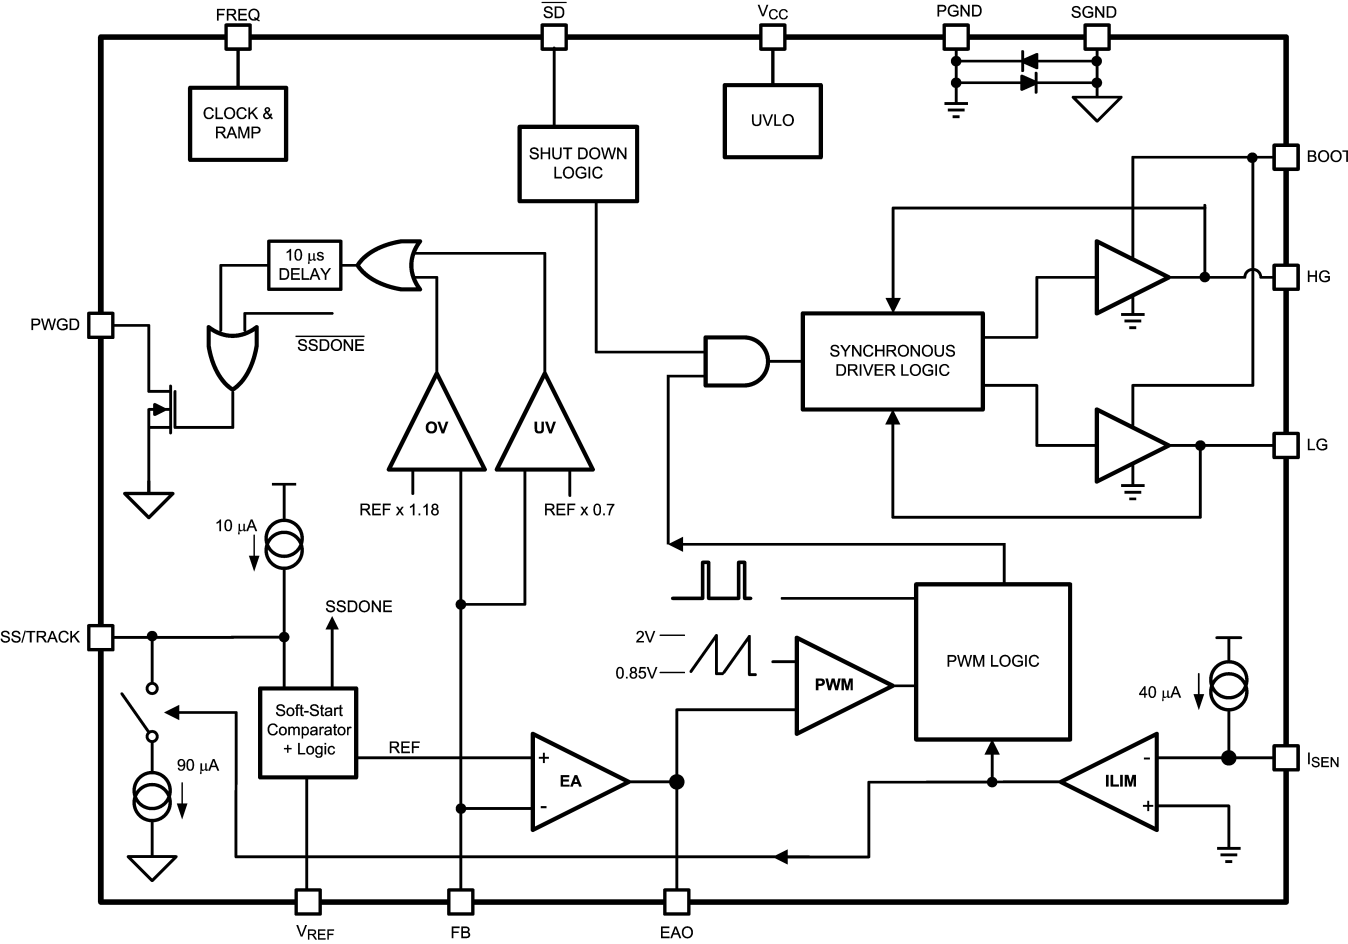 FREQ
SD
VCC
PGND
SGND
CLOCK &
RAMP
SHUT DOWN
LOGIC
UVLO
BOOT
10 μs
DELAY
HG
PWGD
SSDONE
SYNCHRONOUS
DRIVER LOGIC
OV
UV
LG
REF x 1.18
REF x 0.7
10 μA
SSDONE
SS/TRACK
2V
0.85V
PWM
PWM LOGIC
40 μA
Soft-Start
Comparator
+ Logic
REF
90 μA
+
EA
-
-
ILIM
+
ISEN
VREF
FB
EAO